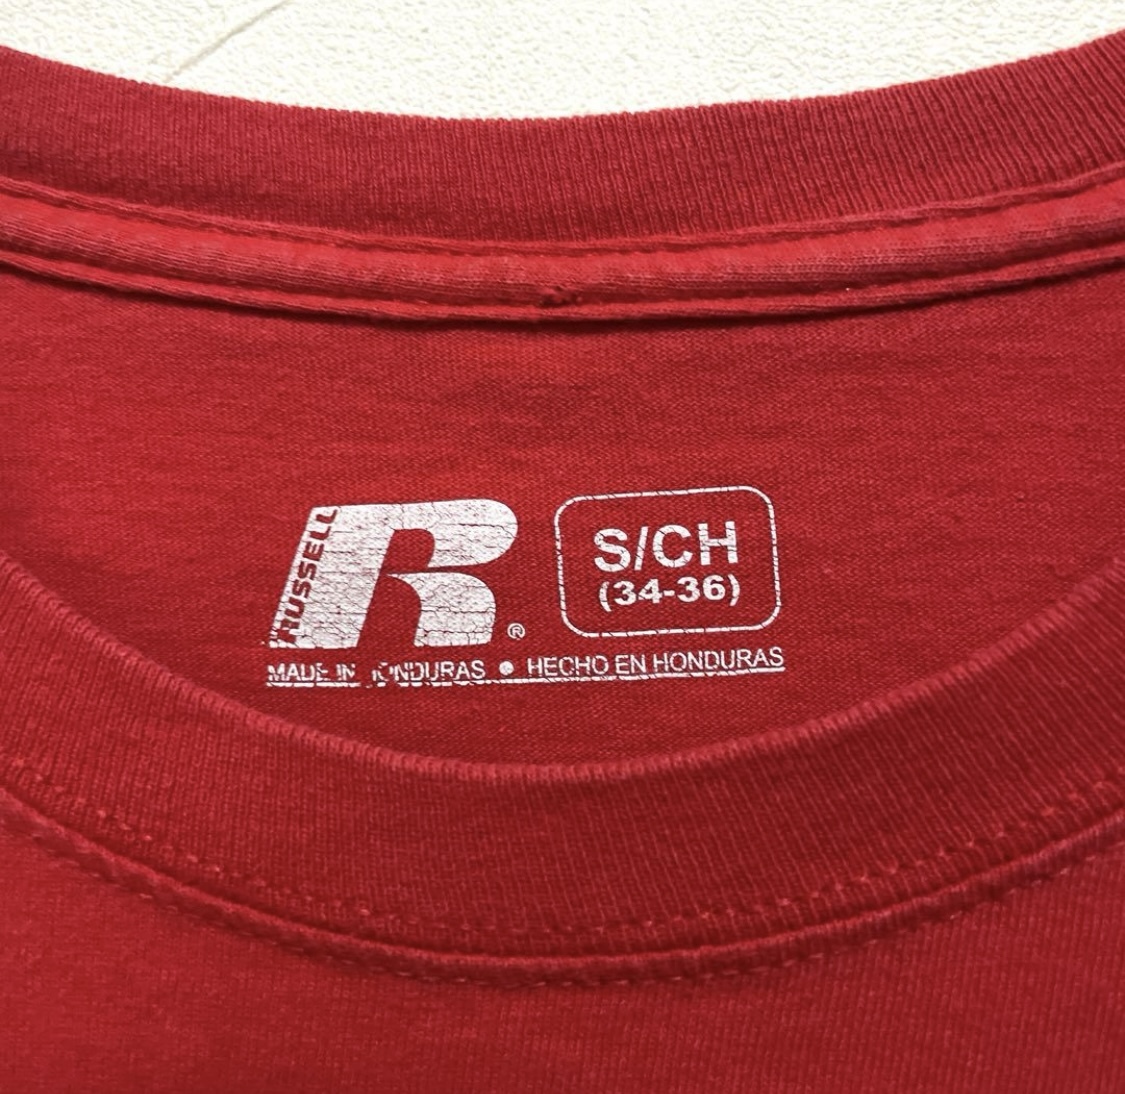 RUSSELL
R®
S/CH
(34-36)
MADE IN HONDURAS • HECHO EN HONDURAS